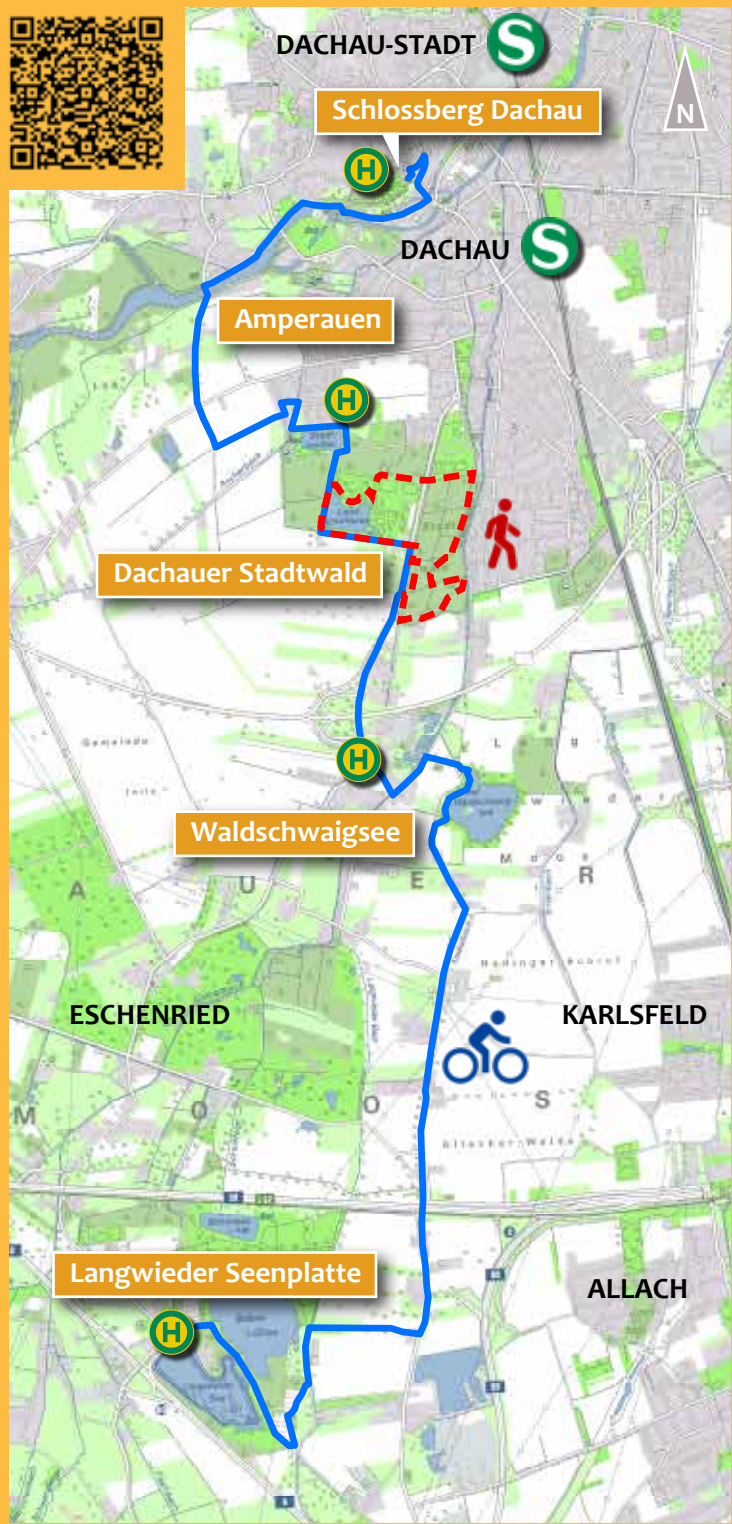 DACHAU-STADT
S
N
Schlossberg Dachau
H
DACHAU
S
Amperauen
H
Dachauer Stadtwald
H
Waldschwaigsee
A U E R
ESCHENRIED
KARLSFELD
M O O S
Langwieder Seenplatte
ALLACH
H